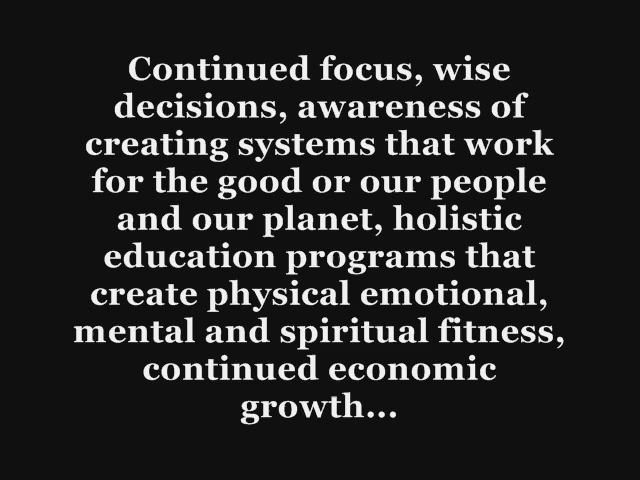 Continued focus, wise
decisions, awareness of
creating systems that work
for the good or our people
and our planet, holistic
education programs that
create physical emotional,
mental and spiritual fitness,
continued economic
growth...